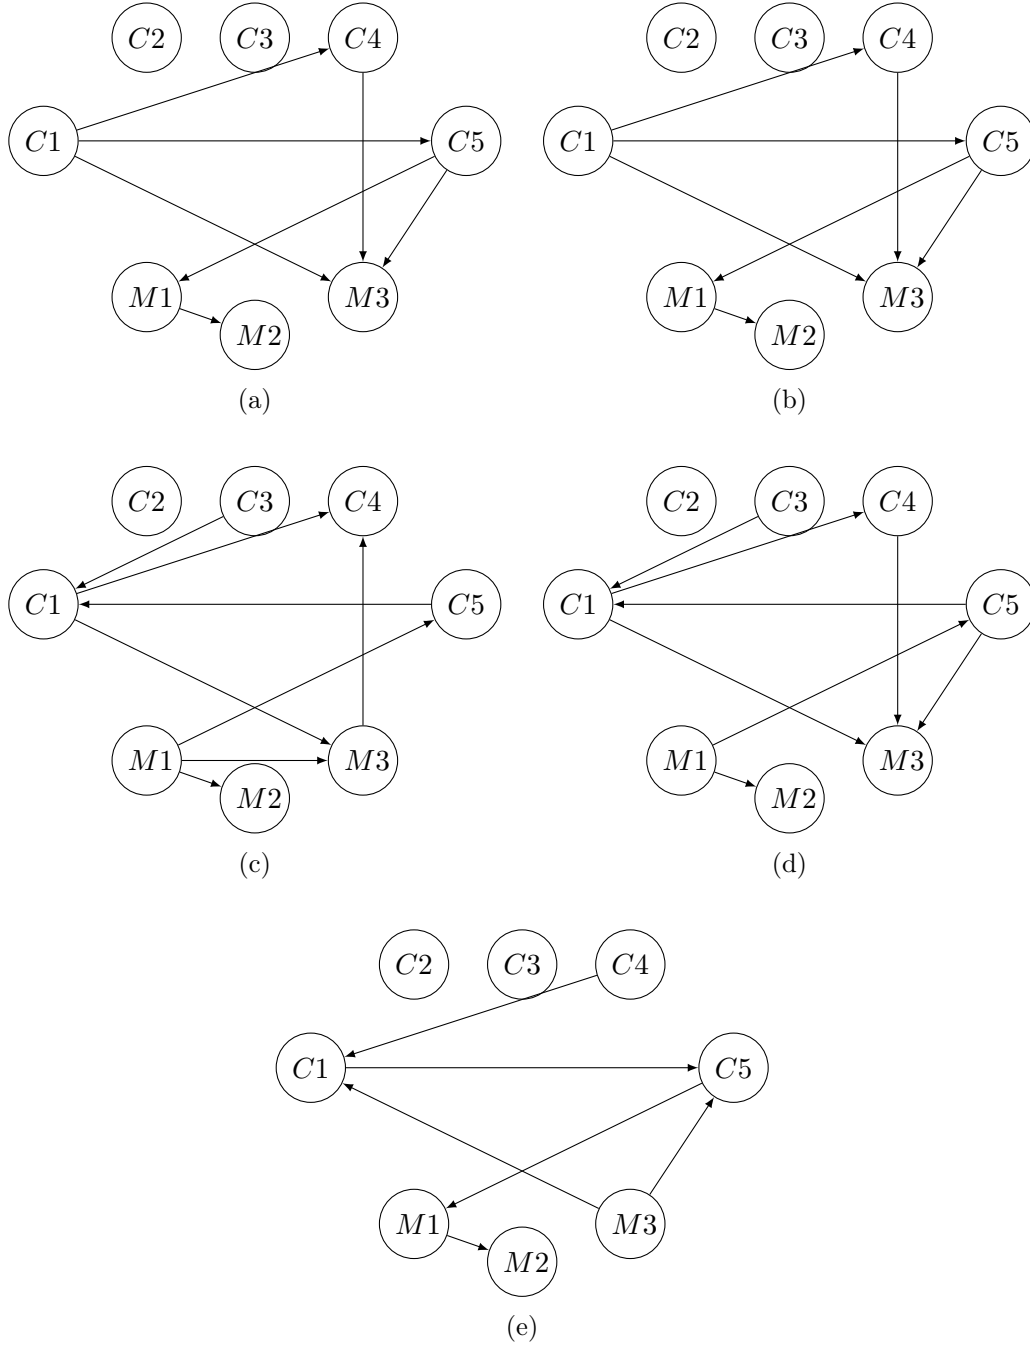 C2 C3 C4 C2 C3 C4
C1 C5 C1 C5
M1 M3 M1 M3
M2 M2
(a) (b)
C2 C3 C4 C2 C3 C4
C1 C5 C1 C5
M1 M3 M1 M3
M2 M2
(c) (d)
C2 C3 C4
C1 C5
M1 M3
M2
(e)